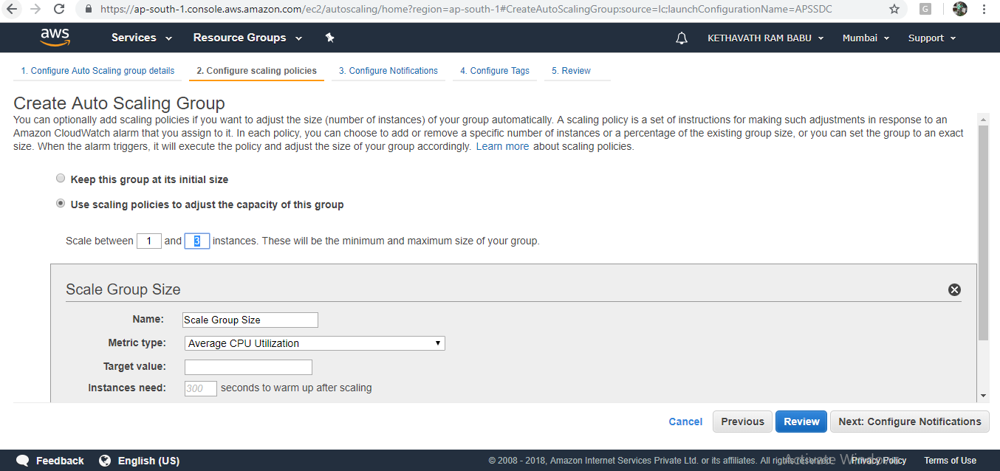 https://ap-south-1.console.aws.amazon.com/ec2/autoscaling/home?region=ap-south-1#CreateAutoScalingGroup:source=lc;launchConfigurationName=APSSDC G
aws Services Resource Groups KETHAVATH RAM BABU Mumbai Support
1. Configure Auto Scaling group details 2. Configure scaling policies 3. Configure Notifications 4. Configure Tags 5. Review
Create Auto Scaling Group
You can optionally add scaling policies if you want to adjust the size (number of instances) of your group automatically. A scaling policy is a set of instructions for making such adjustments in response to an
Amazon CloudWatch alarm that you assign to it. In each policy, you can choose to add or remove a specific number of instances or a percentage of the existing group size, or you can set the group to an exact
size. When the alarm triggers, it will execute the policy and adjust the size of your group accordingly. Learn more about scaling policies.
Keep this group at its initial size
Use scaling policies to adjust the capacity of this group
Scale between 1 and 3 instances. These will be the minimum and maximum size of your group.
Scale Group Size
Name: Scale Group Size
Metric type: Average CPU Utilization
Target value:
Instances need: 300 seconds to warm up after scaling
Cancel Previous Review Next: Configure Notifications
Activate Windows
Feedback English (US) © 2008 - 2018, Amazon Internet Services Private Ltd. or its affiliates. All rights reserved. Privacy Policy Terms of Use